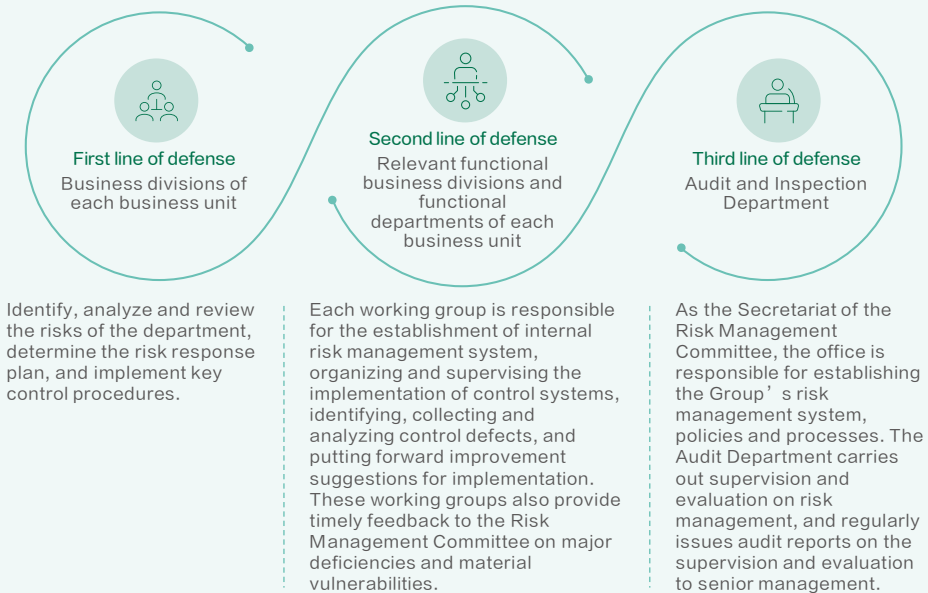 First line of defense
Business divisions of
each business unit
Second line of defense
Relevant functional
business divisions and
functional
departments of each
business unit
Third line of defense
Audit and Inspection
Department
Identify, analyze and review
the risks of the department,
determine the risk response
plan, and implement key
control procedures.
Each working group is responsible
for the establishment of internal
risk management system,
organizing and supervising the
implementation of control systems,
identifying, collecting and
analyzing control defects, and
putting forward improvement
suggestions for implementation.
These working groups also provide
timely feedback to the Risk
Management Committee on major
deficiencies and material
vulnerabilities.
As the Secretariat of the
Risk Management
Committee, the office is
responsible for establishing
the Group’s risk
management system,
policies and processes. The
Audit Department carries
out supervision and
evaluation on risk
management, and regularly
issues audit reports on the
supervision and evaluation
to senior management.